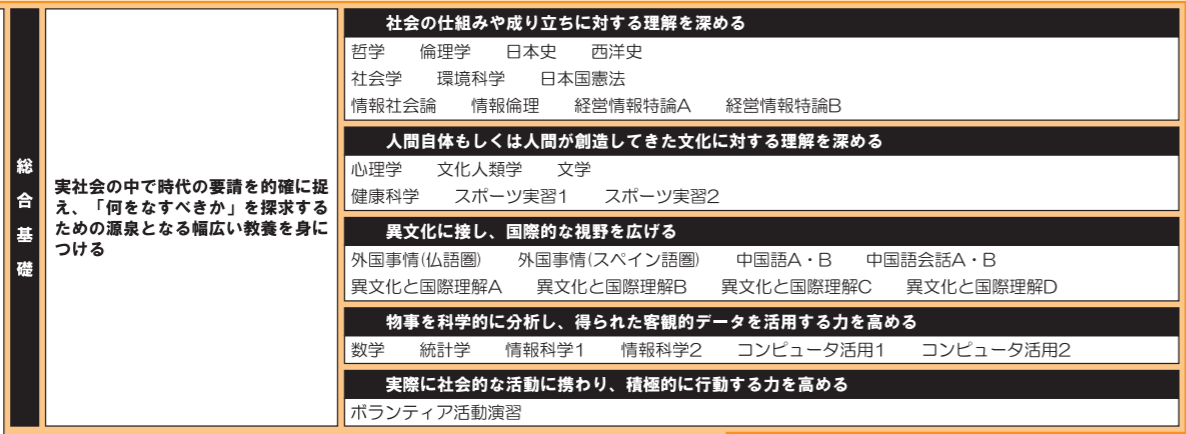 総合基礎
実社会の中で時代の要請を的確に捉
え、「何をなすべきか」を探求する
ための源泉となる幅広い教養を身に
つける
社会の仕組みや成り立ちに対する理解を深める
哲学 倫理学 日本史 西洋史
社会学 環境科学 日本国憲法
情報社会論 情報倫理 経営情報特論A 経営情報特論B
人間自体もしくは人間が創造してきた文化に対する理解を深める
心理学 文化人類学 文学
健康科学 スポーツ実習1 スポーツ実習2
異文化に接し、国際的な視野を広げる
外国事情(仏語圏) 外国事情(スペイン語圏) 中国語A・B 中国語会話A・B
異文化と国際理解A 異文化と国際理解B 異文化と国際理解C 異文化と国際理解D
物事を科学的に分析し、得られた客観的データを活用する力を高める
数学 統計学 情報科学1 情報科学2 コンピュータ活用1 コンピュータ活用2
実際に社会的な活動に携わり、積極的に行動する力を高める
ボランティア活動演習